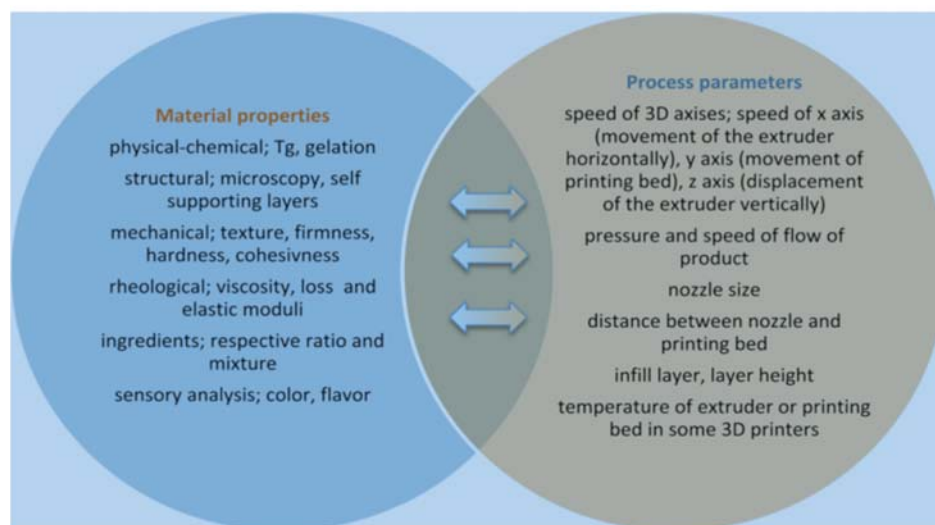 Material properties
physical-chemical; Tg, gelation
structural; microscopy, self
supporting layers
mechanical; texture, firmness,
hardness, cohesivness
rheological; viscosity, loss and
elastic moduli
ingredients; respective ratio and
mixture
sensory analysis; color, flavor
Process parameters
speed of 3D axises; speed of x axis
(movement of the extruder
horizontally), y axis (movement of
printing bed), z axis (displacement
of the extruder vertically)
pressure and speed of flow of
product
nozzle size
distance between nozzle and
printing bed
infill layer, layer height
temperature of extruder or printing
bed in some 3D printers